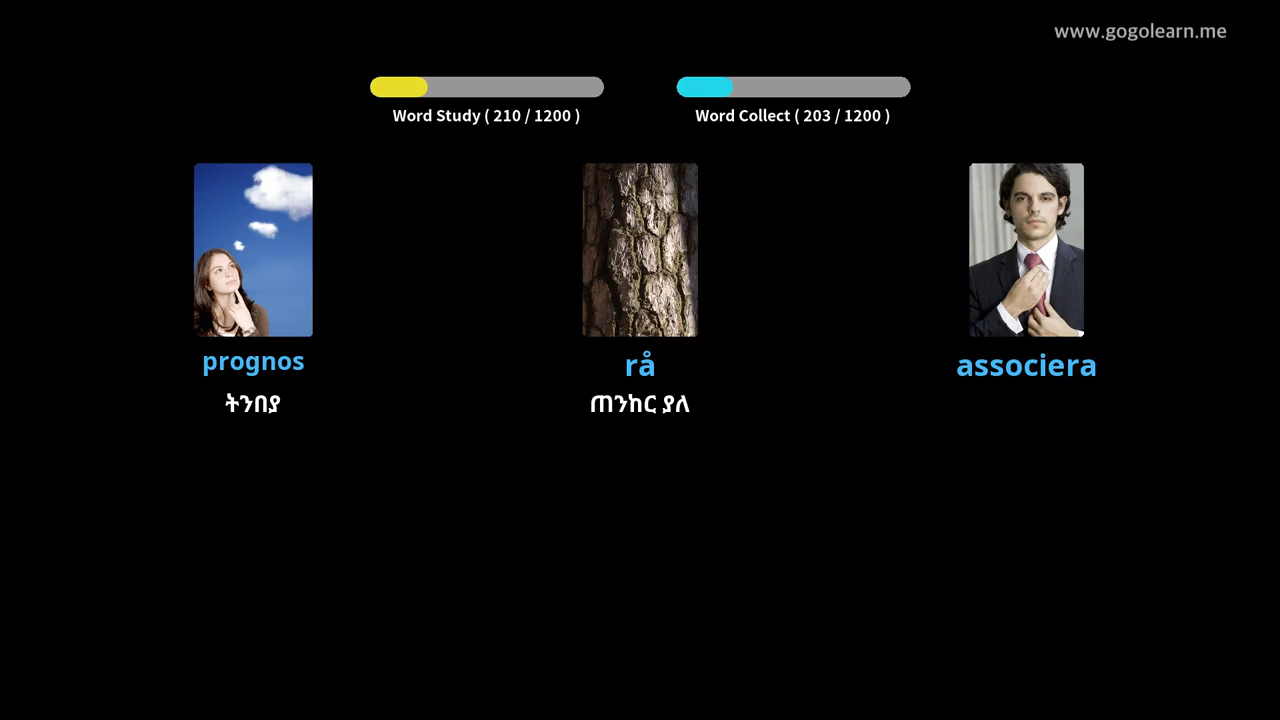 www.gogolearn.me
Word Study ( 210 / 1200 )
Word Collect ( 203 / 1200 )
prognos
rå
associera
ትንበያ
ጠንከር ያለ